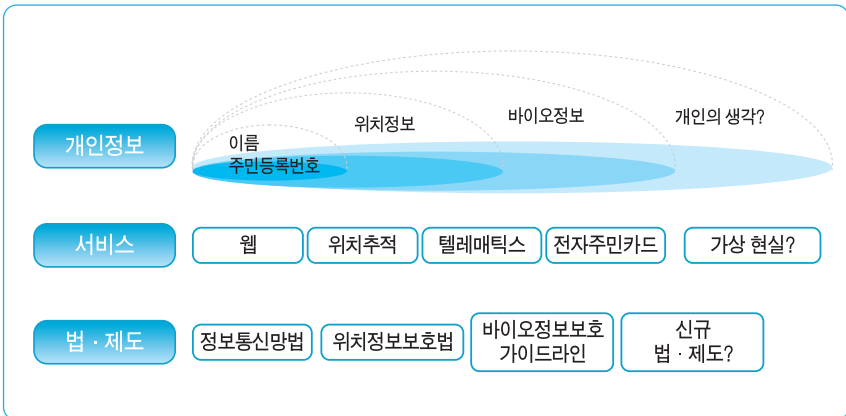 개인정보
이름
주민등록번호
위치정보
바이오정보
개인의 생각?
서비스
웹
위치추적
텔레매틱스
전자주민카드
가상 현실?
법 · 제도
정보통신망법
위치정보보호법
바이오정보보호
가이드라인
신규
법 · 제도?